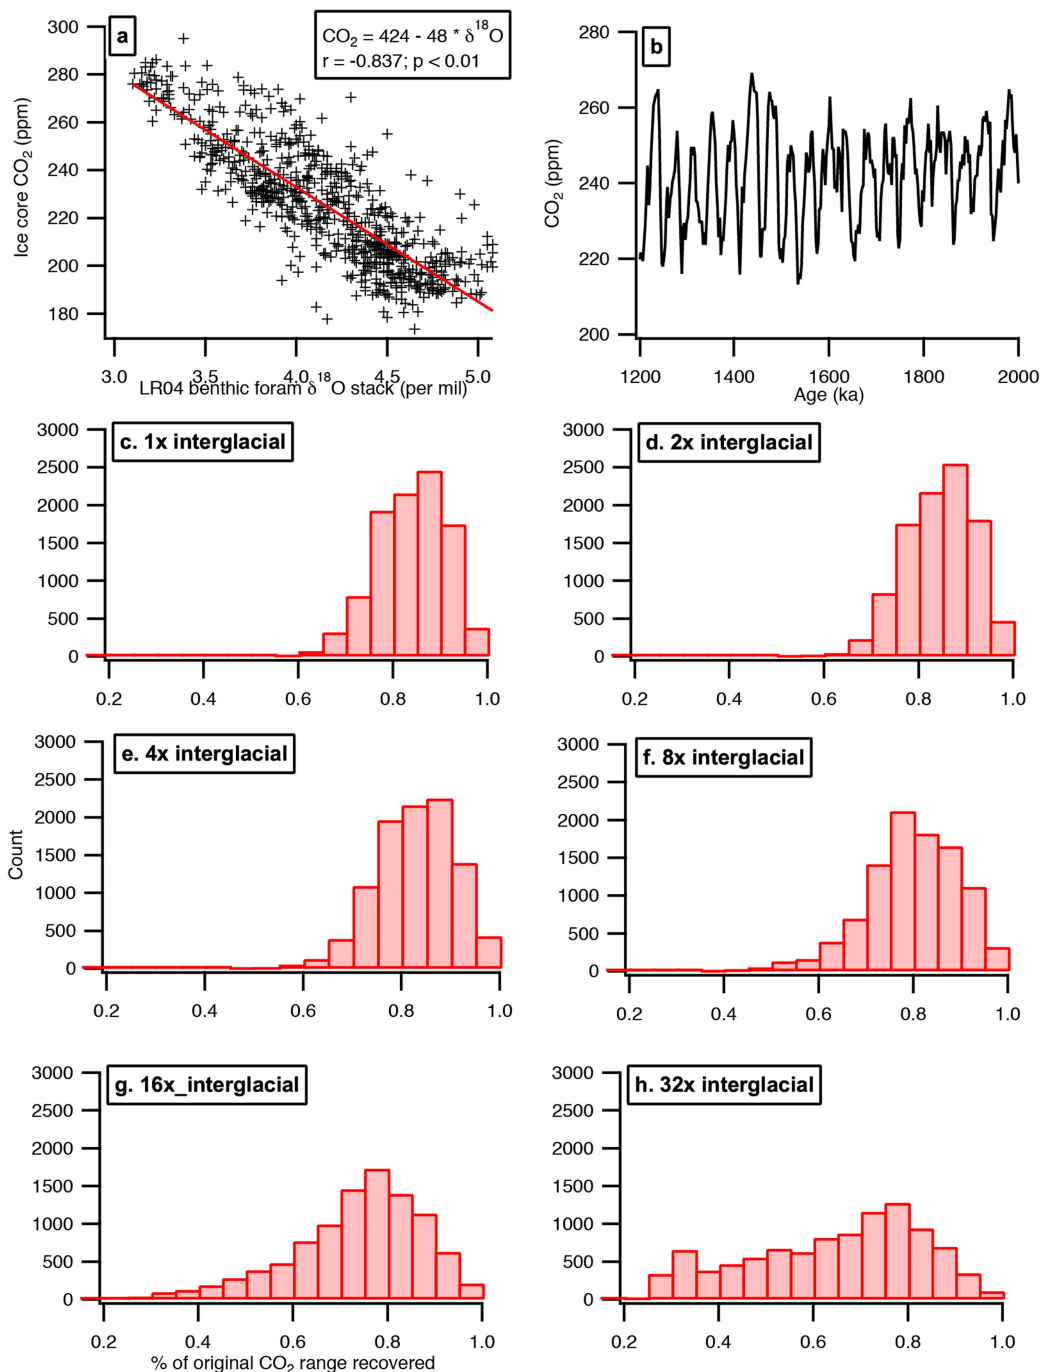 a
CO2 = 424 - 48 * δ18O
r = -0.837; p < 0.01
300
280
260
240
220
200
180
Ice core CO2 (ppm)
3.0 3.5 4.0 4.5 5.0
LR04 benthic foram δ18O stack (per mil)
b
280
260
240
220
200
CO2 (ppm)
1200 1400 1600 1800 2000
Age (ka)
c. 1x interglacial
3000
2500
2000
1500
1000
500
0
0.2 0.4 0.6 0.8 1.0
d. 2x interglacial
3000
2500
2000
1500
1000
500
0
0.2 0.4 0.6 0.8 1.0
e. 4x interglacial
3000
2500
2000
1500
1000
500
0
Count
0.2 0.4 0.6 0.8 1.0
f. 8x interglacial
3000
2500
2000
1500
1000
500
0
0.2 0.4 0.6 0.8 1.0
g. 16x_interglacial
3000
2500
2000
1500
1000
500
0
0.2 0.4 0.6 0.8 1.0
% of original CO2 range recovered
h. 32x interglacial
3000
2500
2000
1500
1000
500
0
0.2 0.4 0.6 0.8 1.0